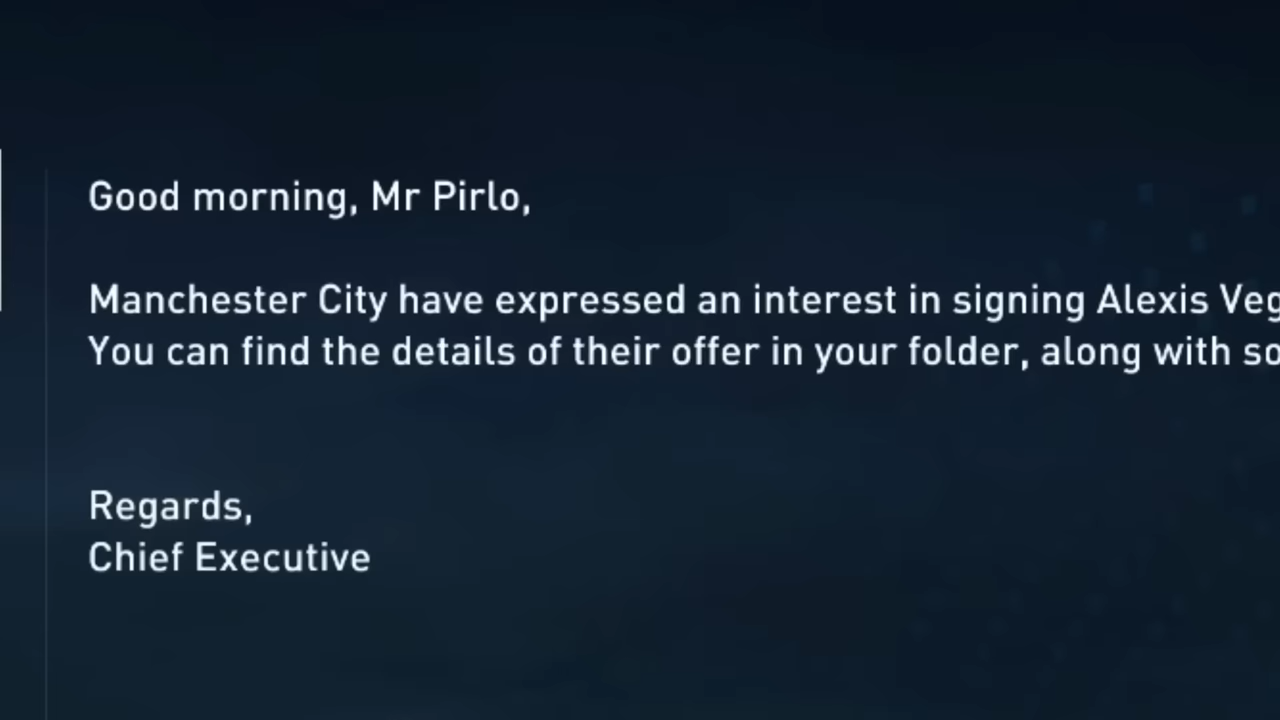 Good morning, Mr Pirlo,
Manchester City have expressed an interest in signing Alexis
You can find the details of their offer in your folder, along with
Regards,
Chief Executive